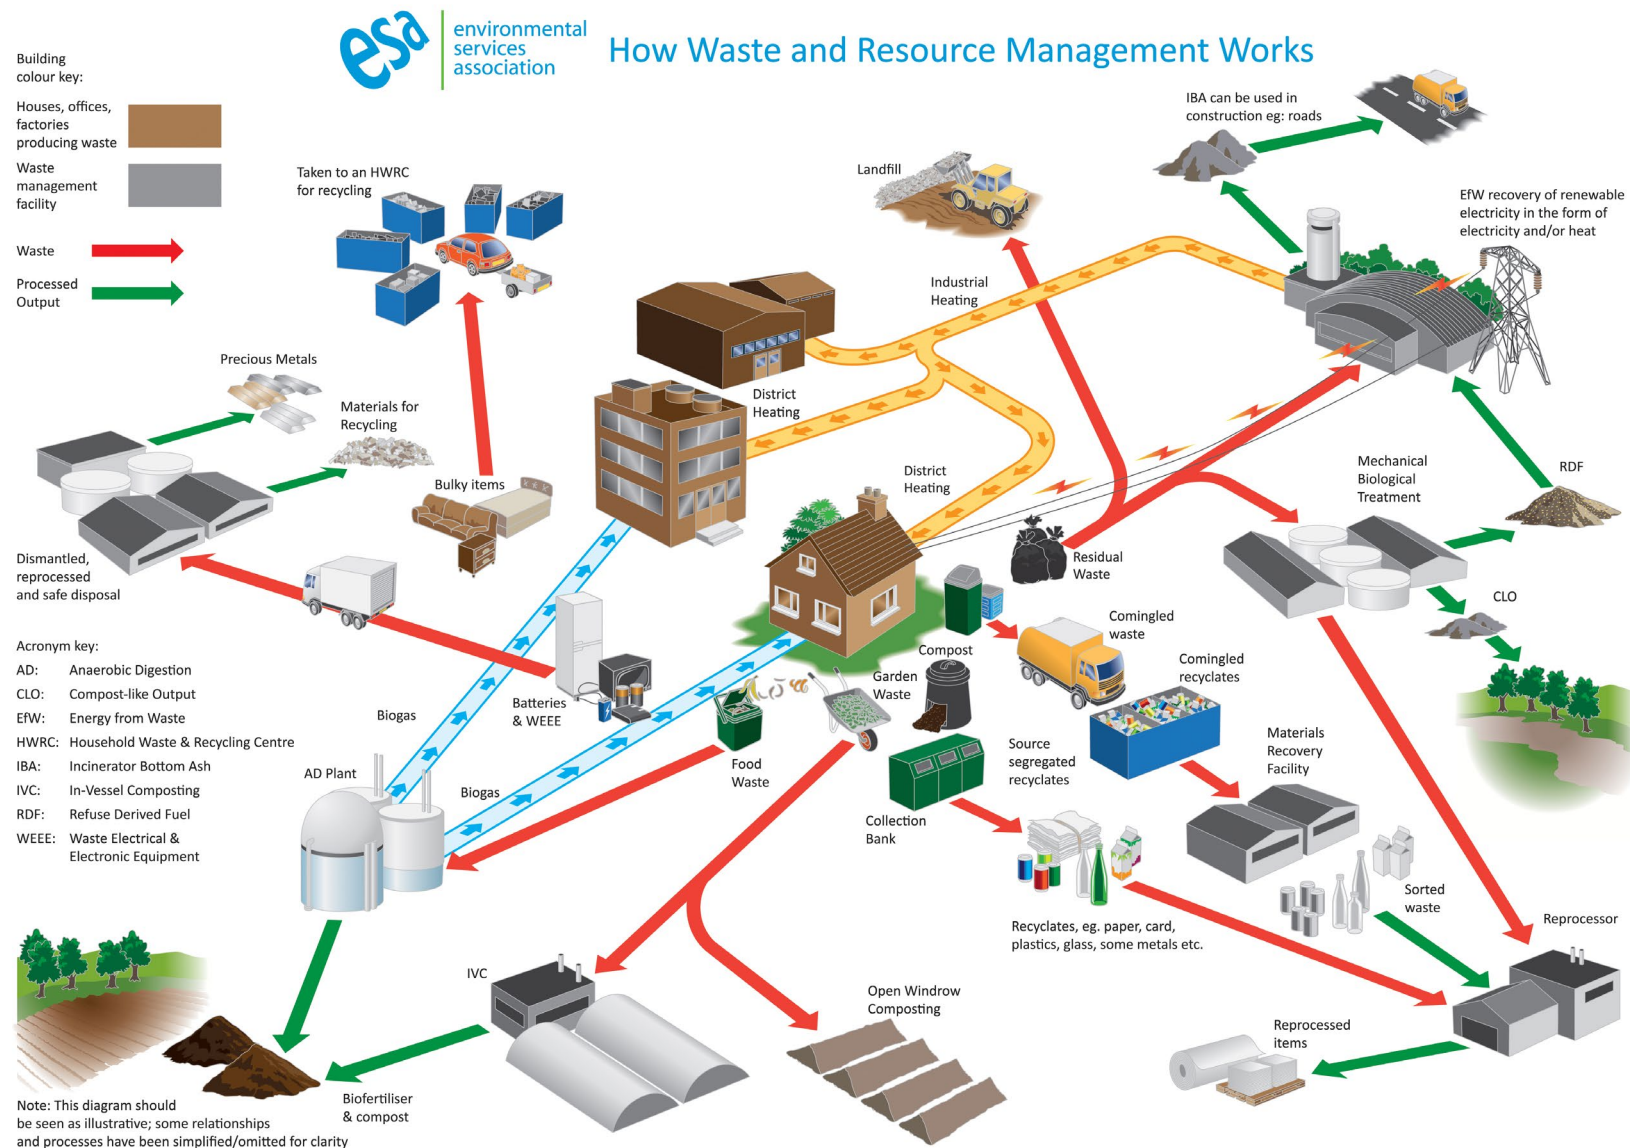 esa
environmental
services
association
How Waste and Resource Management Works
Building
colour key:
Houses, offices,
factories
producing waste
Waste
management
facility
Waste
Processed
Output
Taken to an HWRC
for recycling
Landfill
IBA can be used in
construction eg: roads
EfW recovery of renewable
electricity in the form of
electricity and/or heat
Industrial
Heating
Precious Metals
Materials for
Recycling
District
Heating
Bulky items
District
Heating
Mechanical
Biological
Treatment
RDF
Dismantled,
reprocessed
and safe disposal
Residual
Waste
CLO
Comingled
waste
Acronym key:
AD: Anaerobic Digestion
CLO: Compost-like Output
EfW: Energy from Waste
HWRC: Household Waste & Recycling Centre
IBA: Incinerator Bottom Ash
IVC: In-Vessel Composting
RDF: Refuse Derived Fuel
WEEE: Waste Electrical &
Electronic Equipment
Compost
Comingled
recyclates
Garden
Waste
Batteries
& WEEE
Biogas
Source
segregated
recyclates
Materials
Recovery
Facility
AD Plant
Food
Waste
Biogas
Collection
Bank
Sorted
waste
Recyclates, eg. paper, card,
plastics, glass, some metals etc.
Reprocessor
IVC
Open Windrow
Composting
Reprocessed
items
Biofertiliser
& compost
Note: This diagram should
be seen as illustrative; some relationships
and processes have been simplified/omitted for clarity